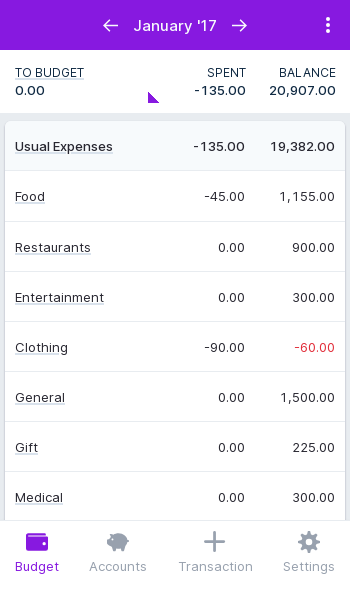 January '17
TO BUDGET SPENT BALANCE
0.00 -135.00 20,907.00
Usual Expenses -135.00 19,382.00
Food -45.00 1,155.00
Restaurants 0.00 900.00
Entertainment 0.00 300.00
Clothing -90.00 -60.00
General 0.00 1,500.00
Gift 0.00 225.00
Medical 0.00 300.00
Budget Accounts Transaction Settings